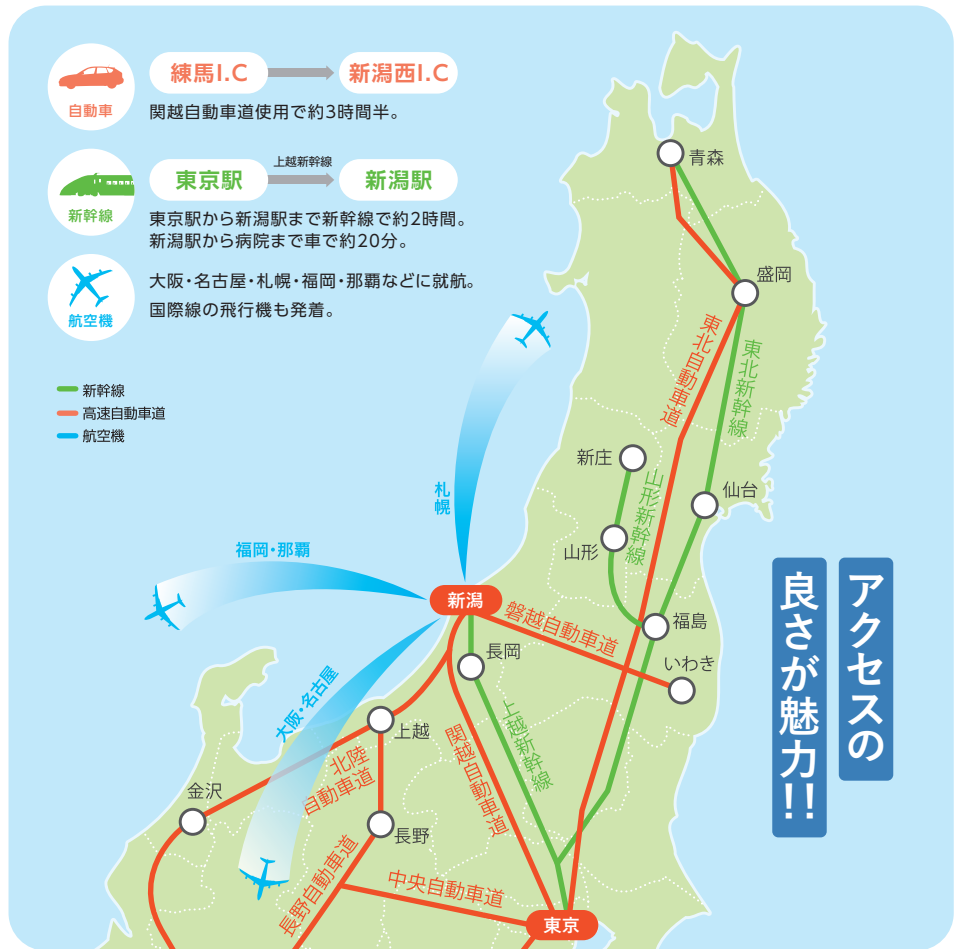 練馬I.C
新潟西I.C
自動車
関越自動車道使用で約3時間半。
上越新幹線
東京駅
新潟駅
新幹線
東京駅から新潟駅まで新幹線で約2時間。
新潟駅から病院まで車で約20分。
航空機
大阪・名古屋・札幌・福岡・那覇などに就航。
国際線の飛行機も発着。
新幹線
高速自動車道
航空機
青森
盛岡
東北自動車道
東北新幹線
新庄
山形新幹線
仙台
山形
札幌
福岡・那覇
新潟
磐越自動車道
福島
長岡
いわき
大阪・名古屋
上越
上越新幹線
関越自動車道
北陸
自動車道
金沢
長野
長野自動車道
中央自動車道
東京
アクセスの
良さが魅力!!